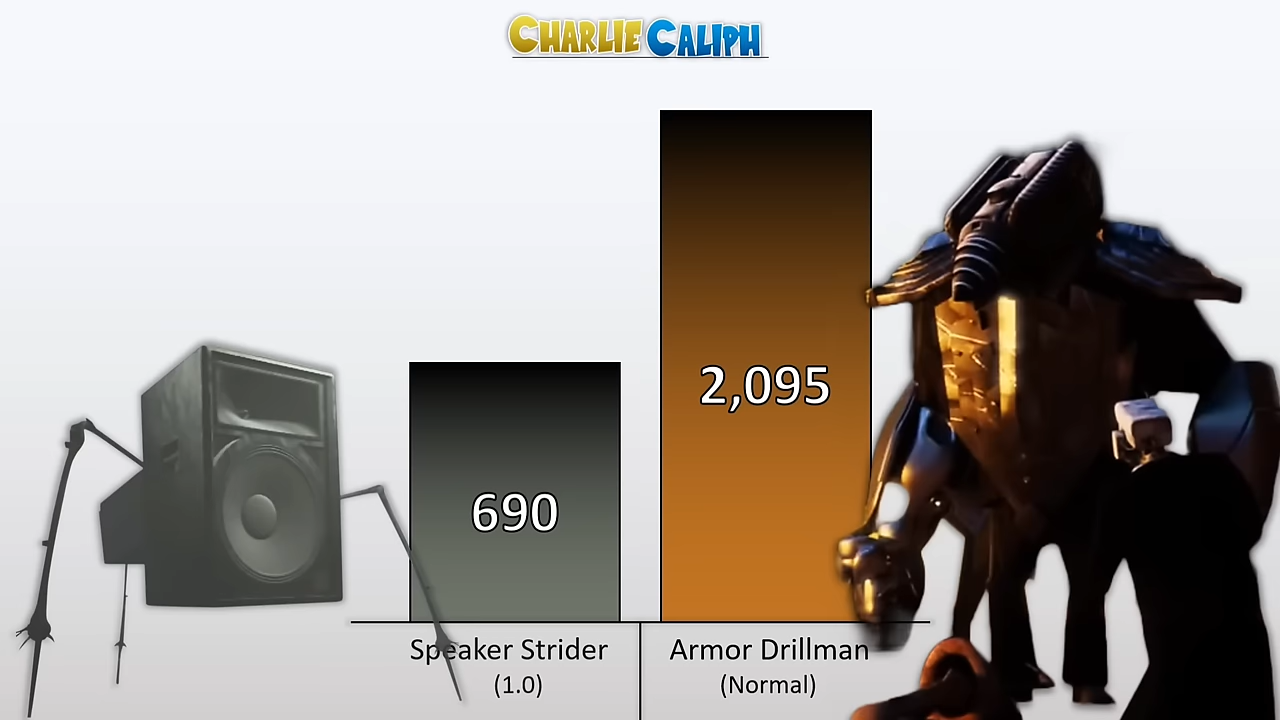 CHARLIE CALIPH
2,095
690
Speaker Strider
(1.0)
Armor Drillman
(Normal)